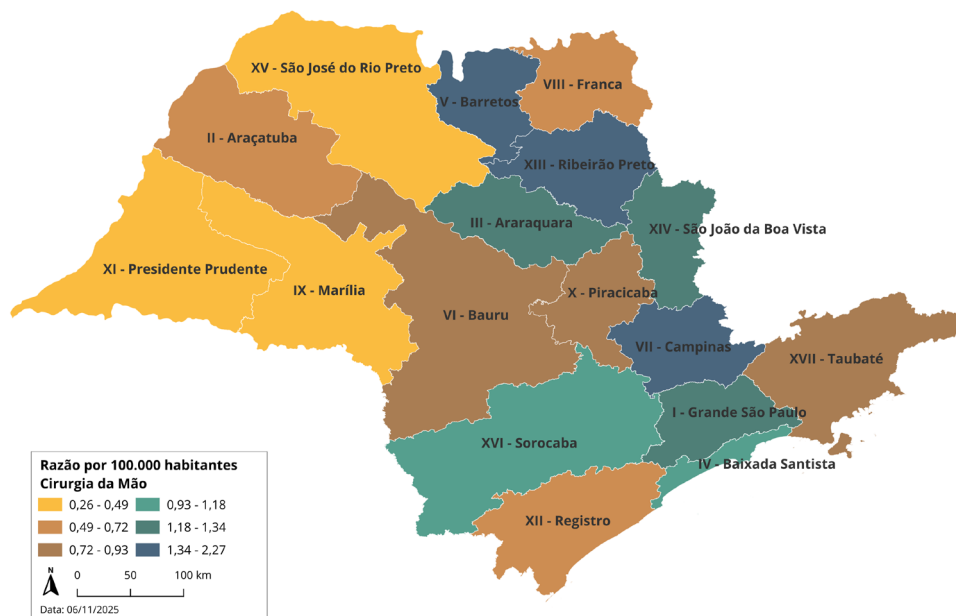 XV - São José do Rio Preto
VIII - Franca
V - Barretos
II - Araçatuba
XIII - Ribeirão Preto
III - Araraquara
XIV - São João da Boa Vista
XI - Presidente Prudente
IX - Marília
X - Piracicaba
VI - Bauru
VII - Campinas
XVII - Taubaté
I - Grande São Paulo
XVI - Sorocaba
IV - Baixada Santista
XII - Registro
Razão por 100.000 habitantes
Cirurgia da Mão
0,26 - 0,49 0,93 - 1,18
0,49 - 0,72 1,18 - 1,34
0,72 - 0,93 1,34 - 2,27
N
0 50 100 km
Data: 06/11/2025